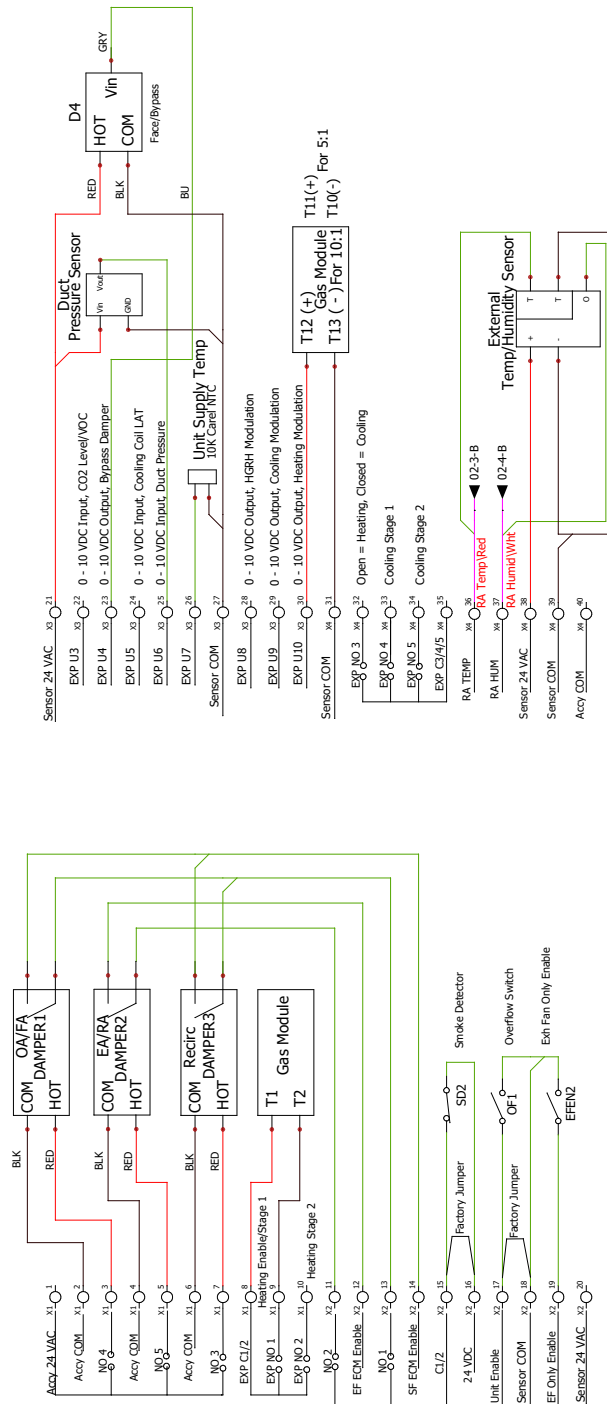 GRY
D4
Vin
HOT
COM
Face/Bypass
RED
BLK
BU
Duct
Pressure Sensor
Vin
Vout
GND
Unit Supply Temp
10K Carel NTC
T12 (+)
Gas Module
T13 ( - ) For 10:1
T11(+)
T10(-) For 5:1
External
Temp/Humidity Sensor
+
-
T
T
O
Sensor 24 VAC X3 21
EXP U3 X3 22 0 - 10 VDC Input, CO2 Level/VOC
EXP U4 X3 23 0 - 10 VDC Output, Bypass Damper
EXP U5 X3 24 0 - 10 VDC Input, Cooling Coil LAT
EXP U6 X3 25 0 - 10 VDC Input, Duct Pressure
EXP U7 X3 26
Sensor COM X3 27
EXP U8 X3 28 0 - 10 VDC Output, HGRH Modulation
EXP U9 X3 29 0 - 10 VDC Output, Cooling Modulation
EXP U10 X3 30 0 - 10 VDC Output, Heating Modulation
Sensor COM X4 31
EXP NO 3 X4 32 Open = Heating, Closed = Cooling
EXP NO 4 X4 33 Cooling Stage 1
EXP NO 5 X4 34 Cooling Stage 2
EXP C3/4/5 X4 35
RA TEMP X4 36 RA Temp\Red 02-3-B
RA HUM X4 37 RA Humid\Wht 02-4-B
Sensor 24 VAC X4 38
Sensor COM X4 39
Accy COM X4 40
OA/FA
COM
DAMPER1
HOT
BLK
RED
EA/RA
COM
DAMPER2
HOT
BLK
RED
Recirc
COM
DAMPER3
HOT
BLK
RED
T1
Gas Module
T2
Smoke Detector
SD2
Overflow Switch
OF1
Exh Fan Only Enable
EFEN2
Factory Jumper
Factory Jumper
Accy 24 VAC X1 1
Accy COM X1 2
NO 4 X1 3
Accy COM X1 4
NO 5 X1 5
Accy COM X1 6
NO 3 X1 7
EXP C1/2 X1 8
Heating Enable/Stage 1
EXP NO 1 X1 9
EXP NO 2 X1 10 Heating Stage 2
NO 2 X2 11
EF ECM Enable X2 12
NO 1 X2 13
SF ECM Enable X2 14
C1/2 X2 15
24 VDC X2 16
Unit Enable X2 17
Sensor COM X2 18
EF Only Enable X2 19
Sensor 24 VAC X2 20